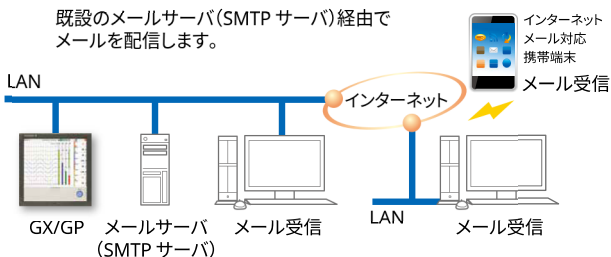 既設のメールサーバ（SMTP サーバ）経由で
メールを配信します。
インターネット
メール対応
携帯端末
メール受信
LAN
インターネット
GX/GP
メールサーバ
（SMTP サーバ）
メール受信
LAN
メール受信